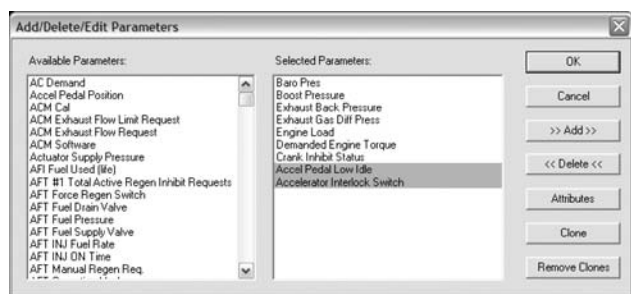 Add/Delete/Edit Parameters
Available Parameters:
AC Demand
Accel Pedal Position
ACM Cal
ACM Exhaust Flow Limit Request
ACM Exhaust Flow Request
ACM Software
Actuator Supply Pressure
AFI Fuel Used (life)
AFT #1 Total Active Regen Inhibit Requests
AFT Force Regen Switch
AFT Fuel Drain Valve
AFT Fuel Pressure
AFT Fuel Supply Valve
AFT INJ Fuel Rate
AFT INJ ON Time
AFT Manual Regen Req.
Selected Parameters:
Baro Pres
Boost Pressure
Exhaust Back Pressure
Exhaust Gas Diff Press
Engine Load
Demanded Engine Torque
Crank Inhibit Status
Accel Pedal Low Idle
Accelerator Interlock Switch
OK
Cancel
>> Add >>
<< Delete <<
Attributes
Clone
Remove Clones